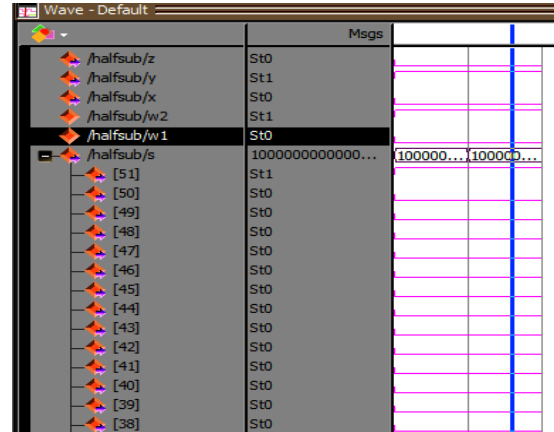 Wave - Default
Msgs
/halfsub/z St0
/halfsub/y St1
/halfsub/x St0
/halfsub/w2 St1
/halfsub/w1 St0
/halfsub/s 1000000000000... 100000... 100000...
[51] St1
[50] St0
[49] St0
[48] St0
[47] St0
[46] St0
[45] St0
[44] St0
[43] St0
[42] St0
[41] St0
[40] St0
[39] St0
[38] St0